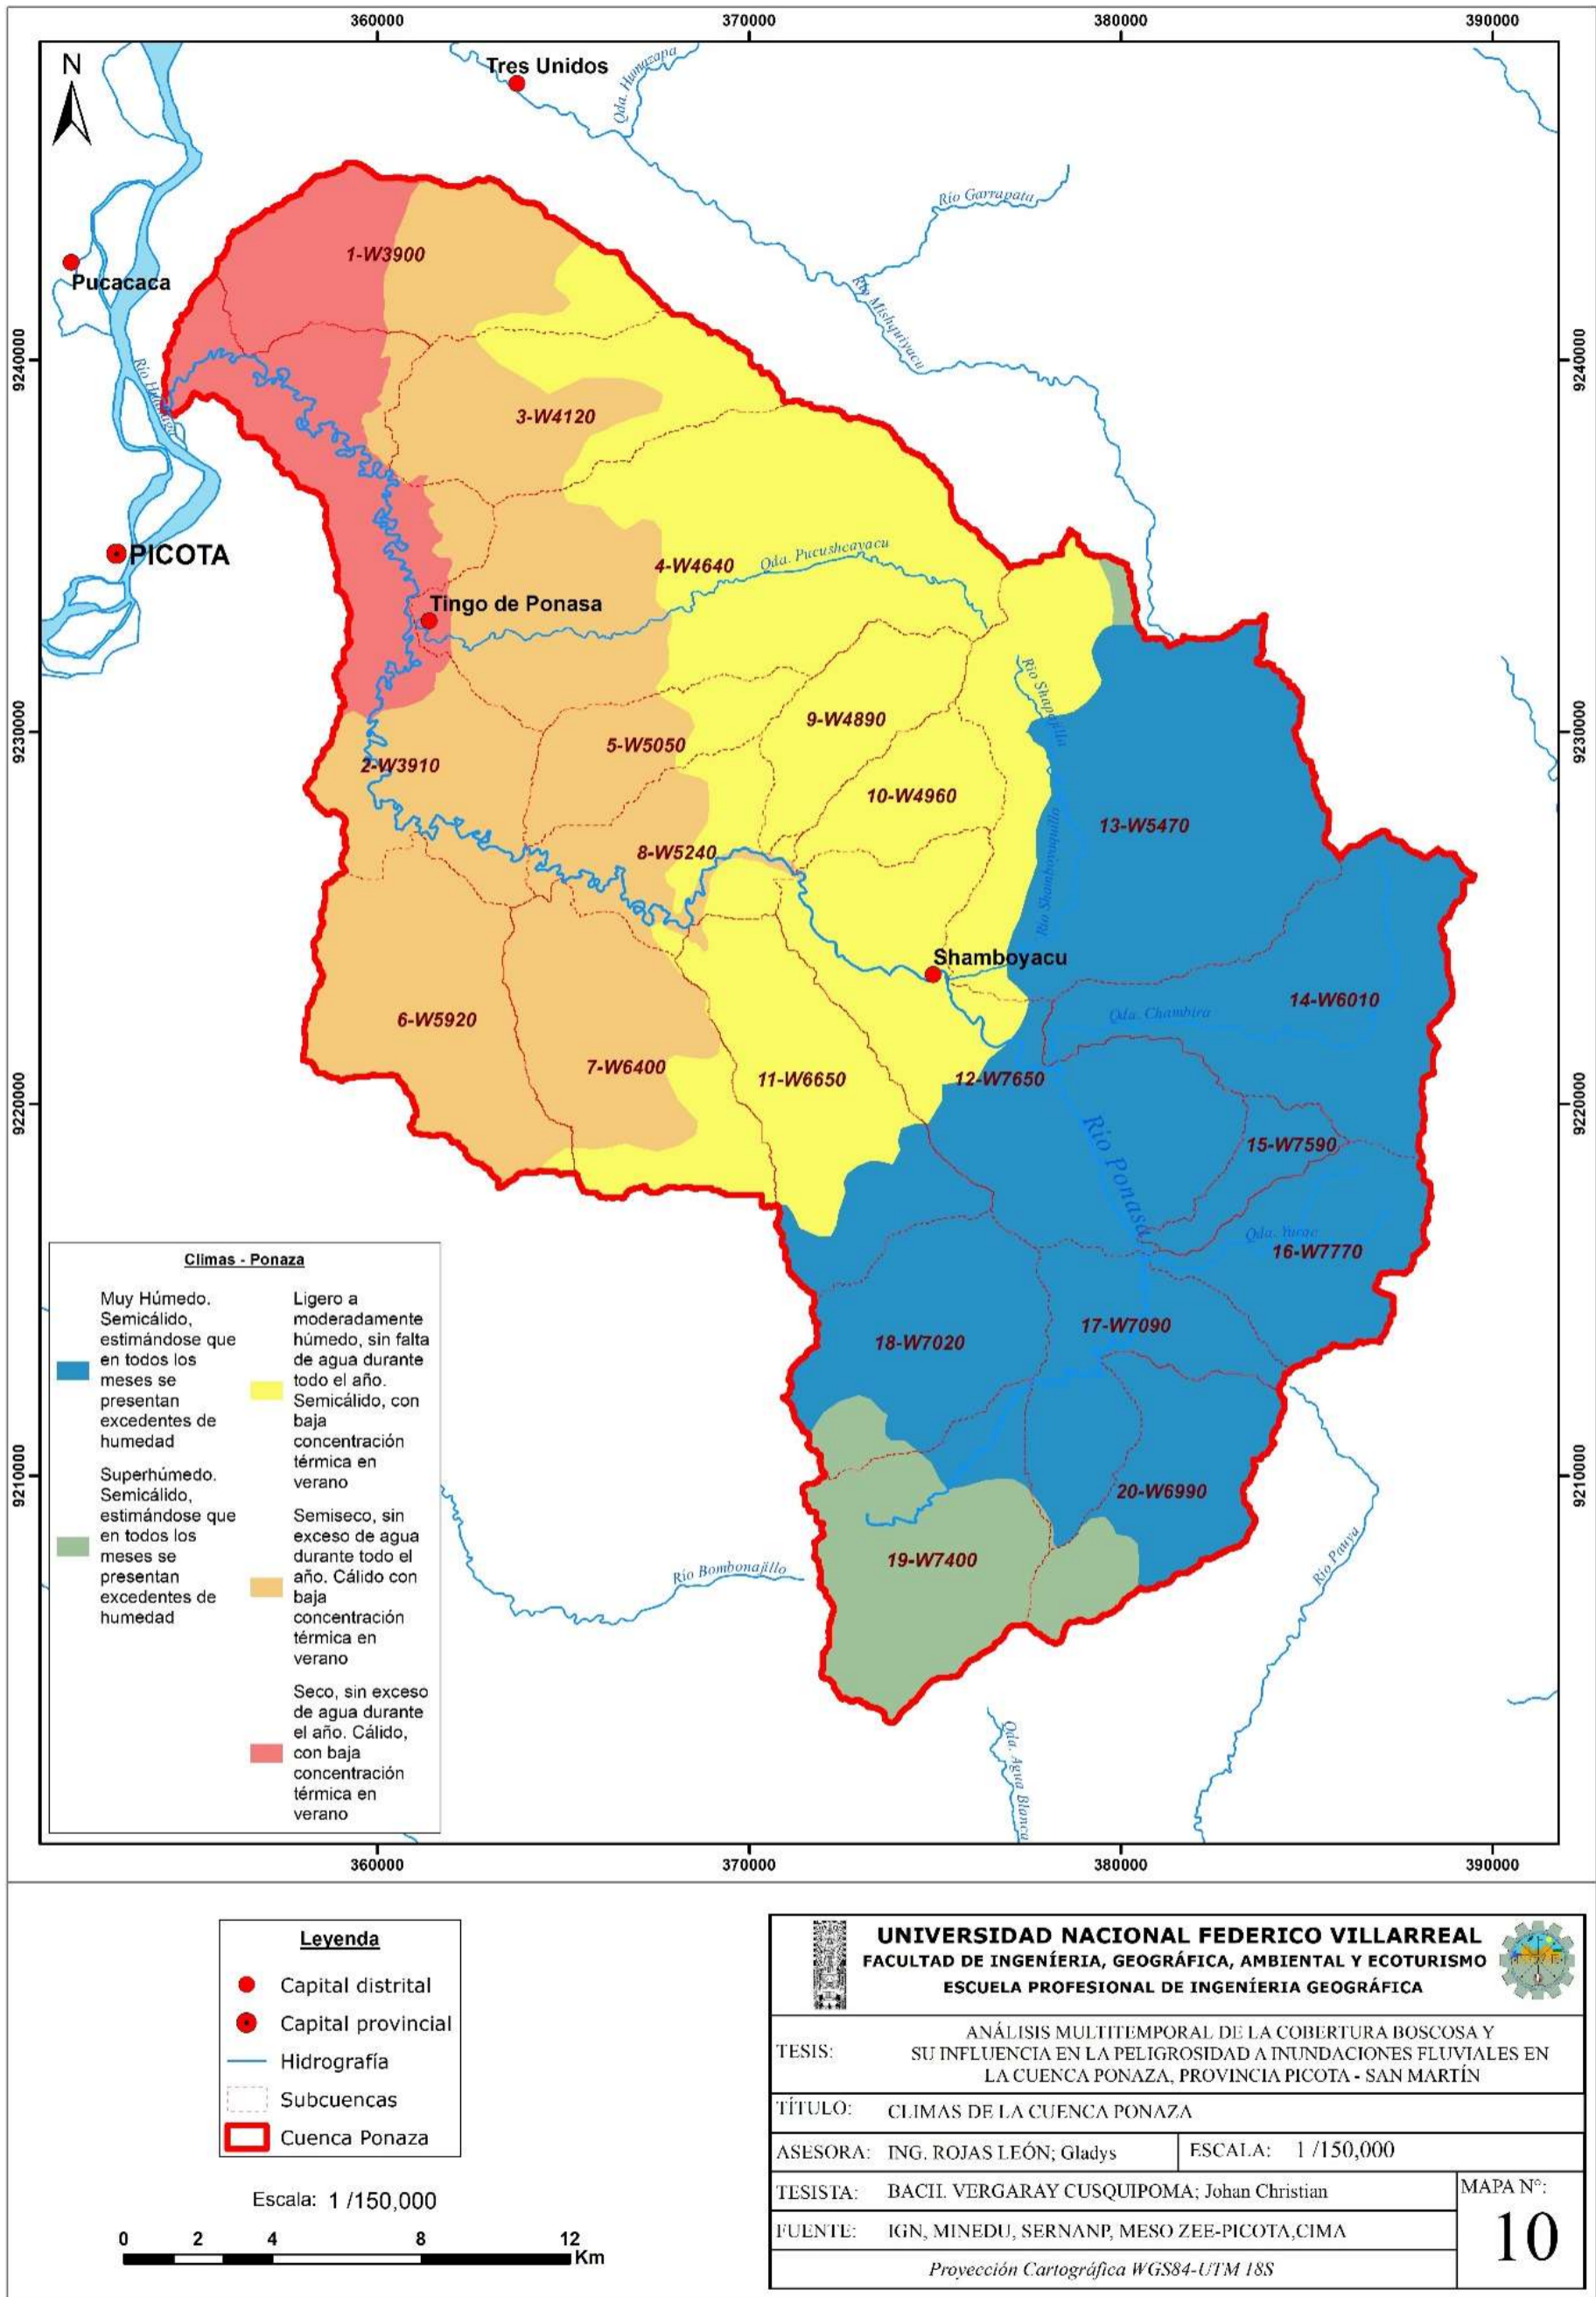 360000
370000
380000
390000
N
Tres Unidos
Qda. Humazapa
Río Garrapata
Pucacaca
1-W3900
Río Mishquiyacu
9240000
9240000
3-W4120
PICOTA
4-W4640
Qda. Pucusheayacu
Tingo de Ponasa
Río Shapajilla
9230000
9230000
9-W4890
5-W5050
2-W3910
10-W4960
13-W5470
8-W5240
Río Shamboyaquillo
Shamboyacu
14-W6010
Qda. Chambira
6-W5920
7-W6400
11-W6650
12-W7650
9220000
9220000
Río Ponasa
15-W7590
Qda. Yurac
16-W7770
17-W7090
18-W7020
9210000
9210000
20-W6990
19-W7400
Río Bombonajillo
Río Pauya
Qda. Agua Blanca
Climas - Ponaza
Muy Húmedo.
Semicálido,
estimándose que
en todos los
meses se
presentan
excedentes de
humedad
Superhúmedo.
Semicálido,
estimándose que
en todos los
meses se
presentan
excedentes de
humedad
Ligero a
moderadamente
húmedo, sin falta
de agua durante
todo el año.
Semicálido, con
baja
concentración
térmica en
verano
Semiseco, sin
exceso de agua
durante todo el
año. Cálido con
baja
concentración
térmica en
verano
Seco, sin exceso
de agua durante
el año. Cálido,
con baja
concentración
térmica en
verano
360000
370000
380000
390000
Leyenda
Capital distrital
Capital provincial
Hidrografía
Subcuencas
Cuenca Ponaza
Escala: 1 /150,000
0 2 4 8 12
Km
UNIVERSIDAD NACIONAL FEDERICO VILLARREAL
FACULTAD DE INGENÍERIA, GEOGRÁFICA, AMBIENTAL Y ECOTURISMO
ESCUELA PROFESIONAL DE INGENÍERIA GEOGRÁFICA
TESIS:
ANÁLISIS MULTITEMPORAL DE LA COBERTURA BOSCOSA Y
SU INFLUENCIA EN LA PELIGROSIDAD A INUNDACIONES FLUVIALES EN
LA CUENCA PONAZA, PROVINCIA PICOTA - SAN MARTÍN
TÍTULO: CLIMAS DE LA CUENCA PONAZA
ASESORA: ING. ROJAS LEÓN; Gladys
ESCALA: 1 /150,000
TESISTA: BACH. VERGARAY CUSQUIPOMA; Johan Christian
FUENTE: IGN, MINEDU, SERNANP, MESO ZEE-PICOTA,CIMA
Proyección Cartográfica WGS84-UTM 18S
MAPA N°:
10